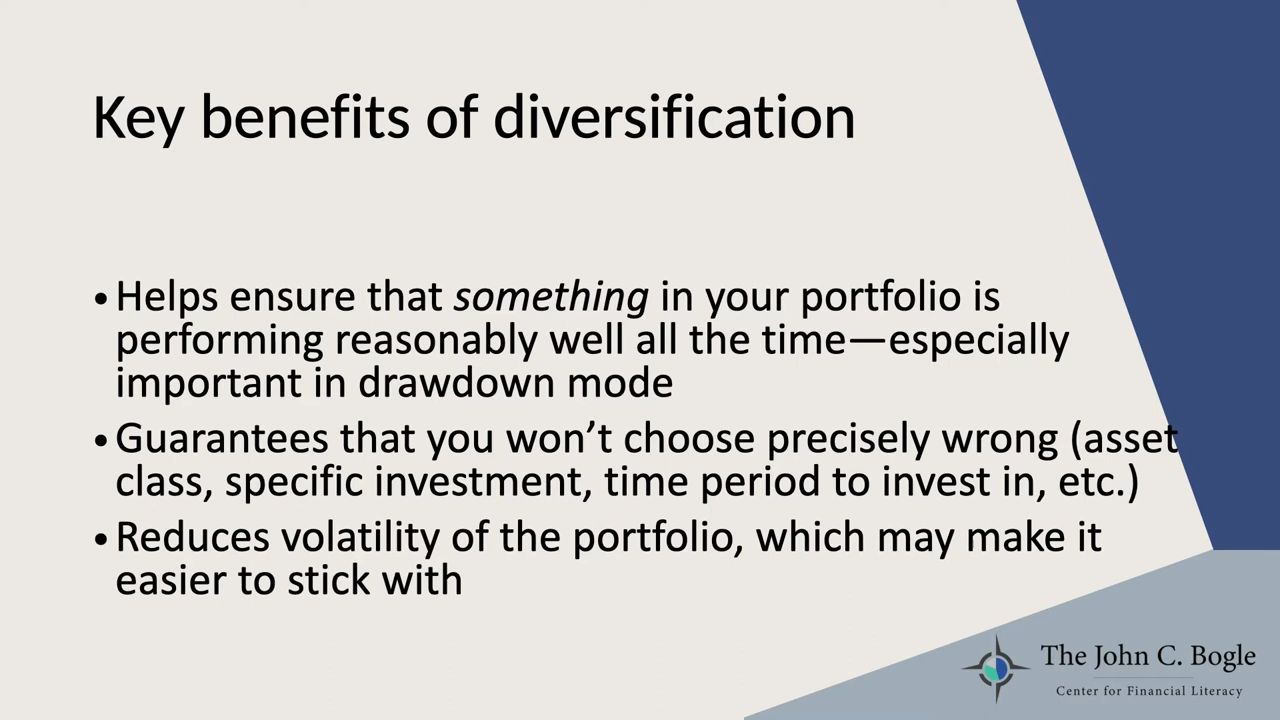 Key benefits of diversification
•Helps ensure that something in your portfolio is
performing reasonably well all the time—especially
important in drawdown mode
•Guarantees that you won’t choose precisely wrong (asset
class, specific investment, time period to invest in, etc.)
•Reduces volatility of the portfolio, which may make it
easier to stick with
The John C. Bogle
Center for Financial Literacy